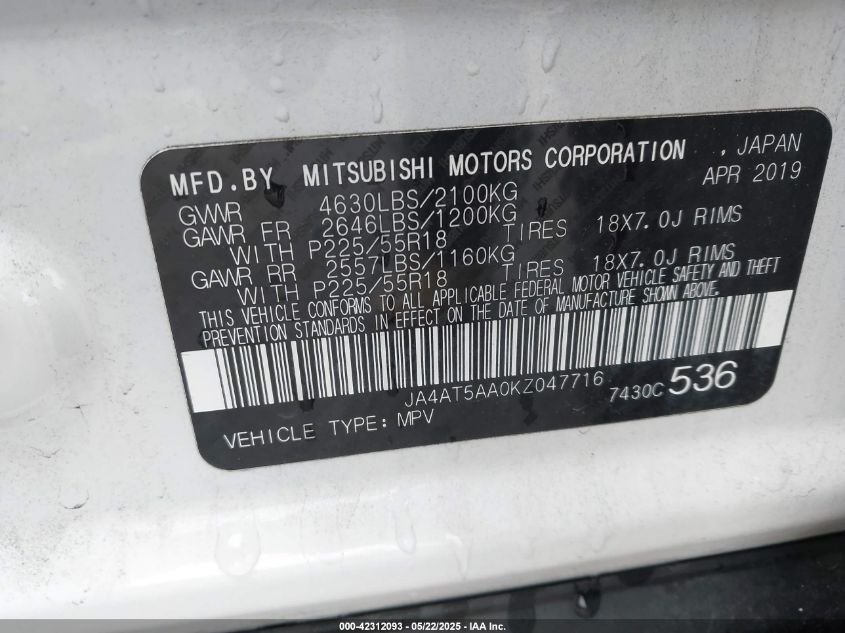 MFD.BY MITSUBISHI MOTORS CORPORATION , JAPAN
APR 2019
GVWR 4630LBS/2100KG
GAWR FR 2646LBS/1200KG
WITH P225/55R18 TIRES 18X7.0J RIMS
GAWR RR 2557LBS/1160KG
WITH P225/55R18 TIRES 18X7.0J RIMS
THIS VEHICLE CONFORMS TO ALL APPLICABLE FEDERAL MOTOR VEHICLE SAFETY AND THEFT
PREVENTION STANDARDS IN EFFECT ON THE DATE OF MANUFACTURE SHOWN ABOVE.
JA4AT5AA0KZ047716
7430C 536
VEHICLE TYPE: MPV
000-42312093 - 05/22/2025 - IAA Inc.